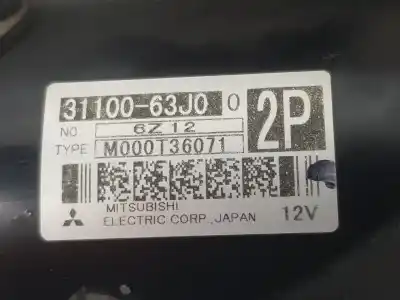 31100-63J0 0 2P
NO 6Z12
TYPE M000T36071
MITSUBISHI
ELECTRIC CORP., JAPAN 12V